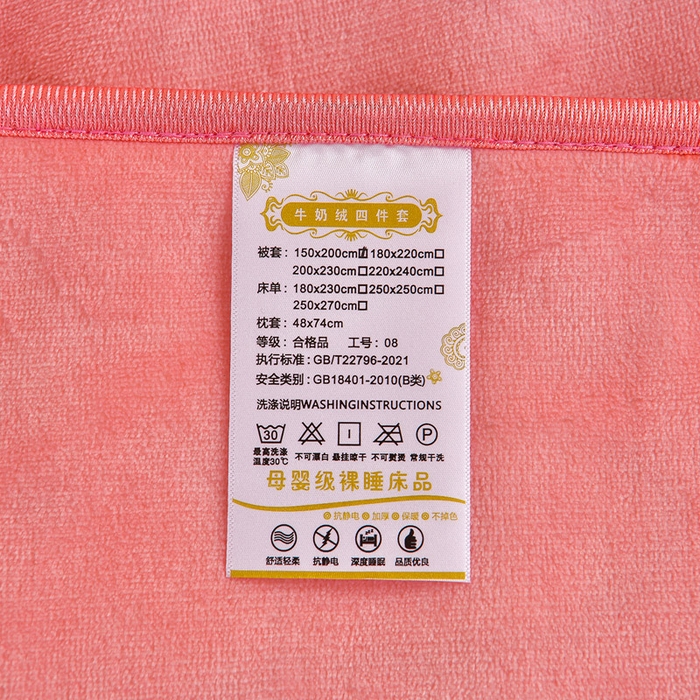 牛奶绒四件套
被套：150x200cm☑180x220cm□
200x230cm□220x240cm□
床单：180x230cm□250x250cm□
250x270cm□
枕套：48x74cm
等级：合格品 工号：08
执行标准：GB/T22796-2021
安全类别：GB18401-2010(B类)
洗涤说明WASHINGINSTRUCTIONS
30 P
最高洗涤 不可漂白 悬挂晾干 不可熨烫 常规干洗
温度30℃
母婴级裸睡床品
抗静电 加厚 保暖 不掉色
舒适轻柔 抗静电 深度睡眠 品质优良